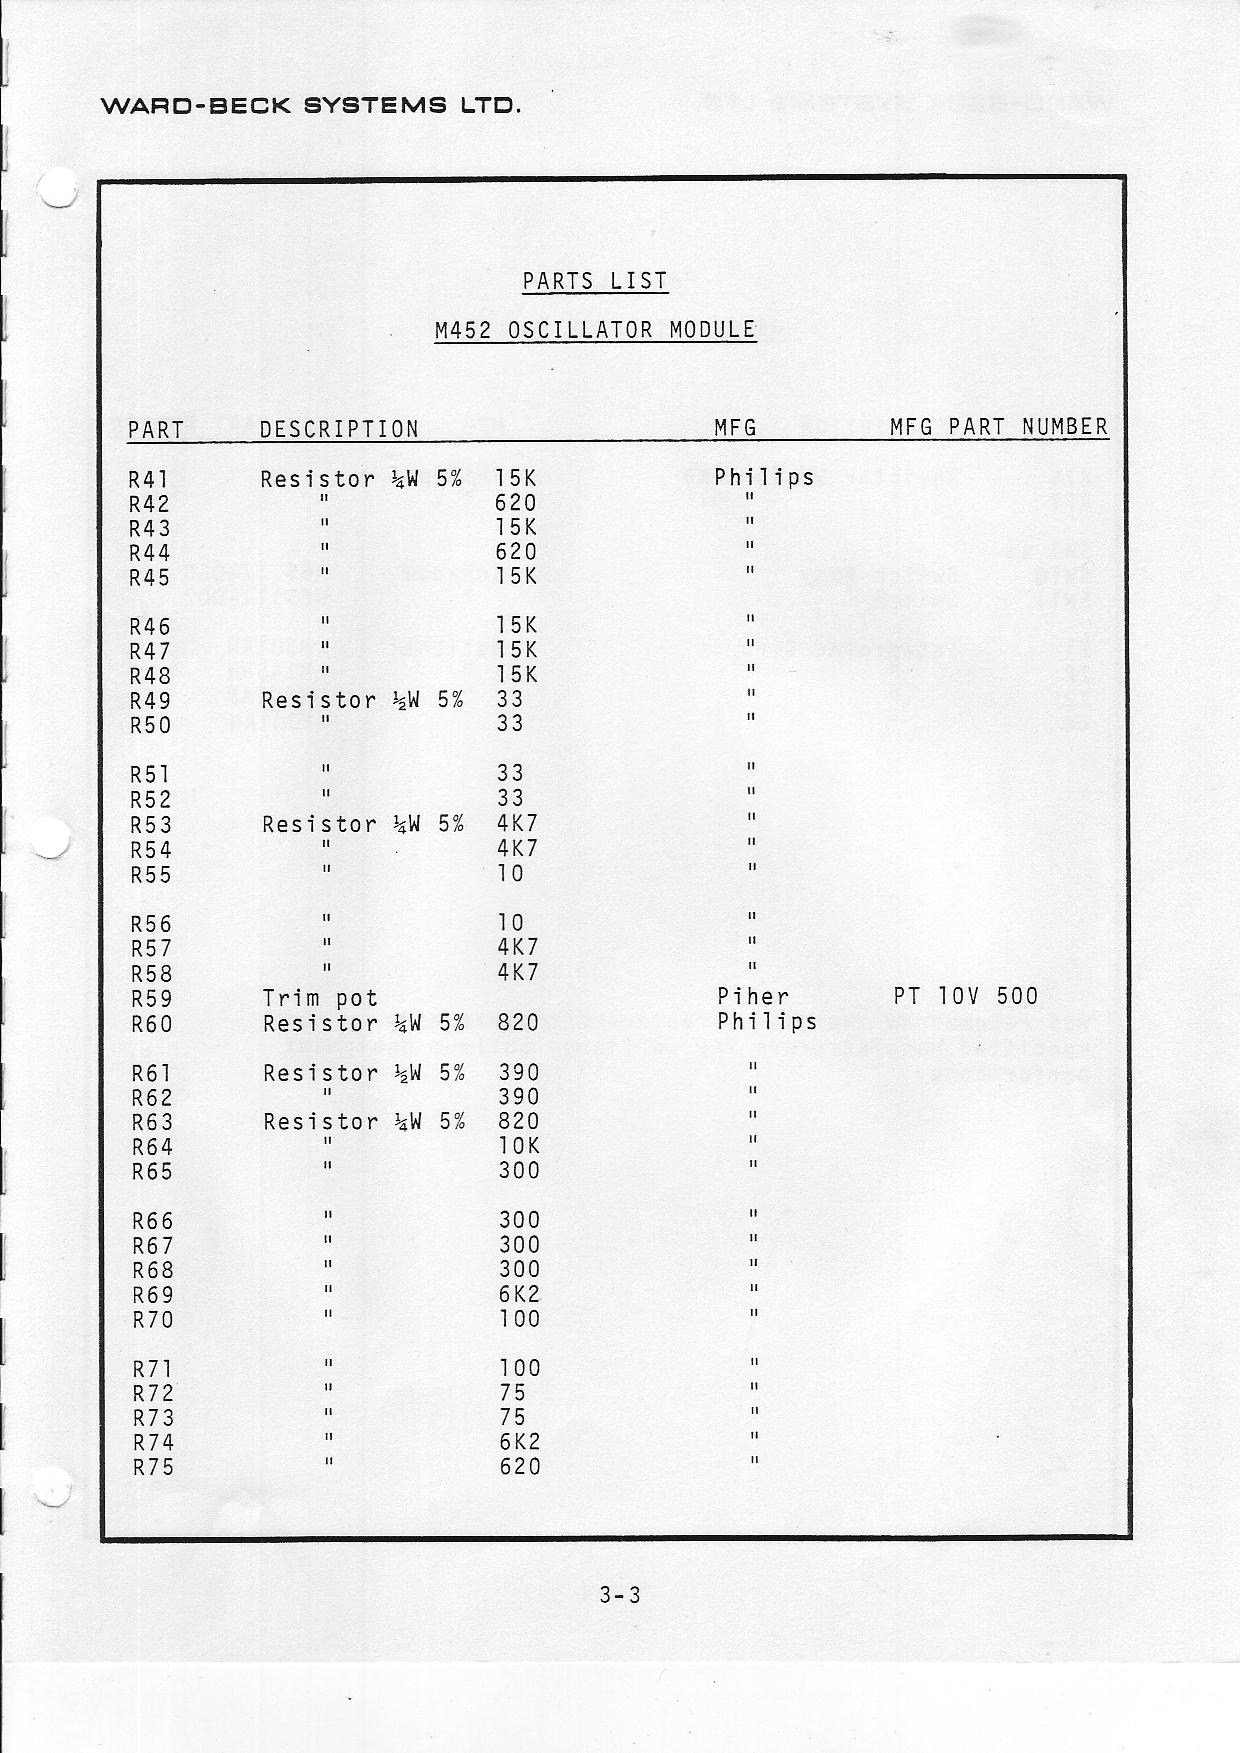 WARD-BECK SYSTEMS LTD.
PARTS LIST
M452 OSCILLATOR MODULE
PART DESCRIPTION MFG MFG PART NUMBER
R41 Resistor ¼W 5% 15K Philips
R42 " 620 "
R43 " 15K "
R44 " 620 "
R45 " 15K "
R46 " 15K "
R47 " 15K "
R48 " 15K "
R49 Resistor ½W 5% 33 "
R50 " 33 "
R51 " 33 "
R52 " 33 "
R53 Resistor ¼W 5% 4K7 "
R54 " 4K7 "
R55 " 10 "
R56 " 10 "
R57 " 4K7 "
R58 " 4K7 "
R59 Trim pot Piher PT 10V 500
R60 Resistor ¼W 5% 820 Philips
R61 Resistor ½W 5% 390 "
R62 " 390 "
R63 Resistor ¼W 5% 820 "
R64 " 10K "
R65 " 300 "
R66 " 300 "
R67 " 300 "
R68 " 300 "
R69 " 6K2 "
R70 " 100 "
R71 " 100 "
R72 " 75 "
R73 " 75 "
R74 " 6K2 "
R75 " 620 "
3-3